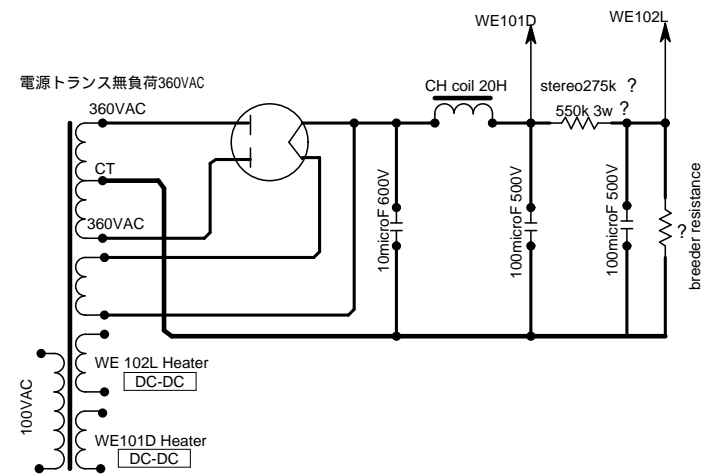 WE101D
WE102L
電源トランス無負荷360VAC
CH coil 20H
stereo275k ?
360VAC
550k 3w ?
CT
360VAC
10microF 600V
100microF 500V
100microF 500V
?
breeder resistance
WE 102L Heater
DC-DC
100VAC
WE101D Heater
DC-DC